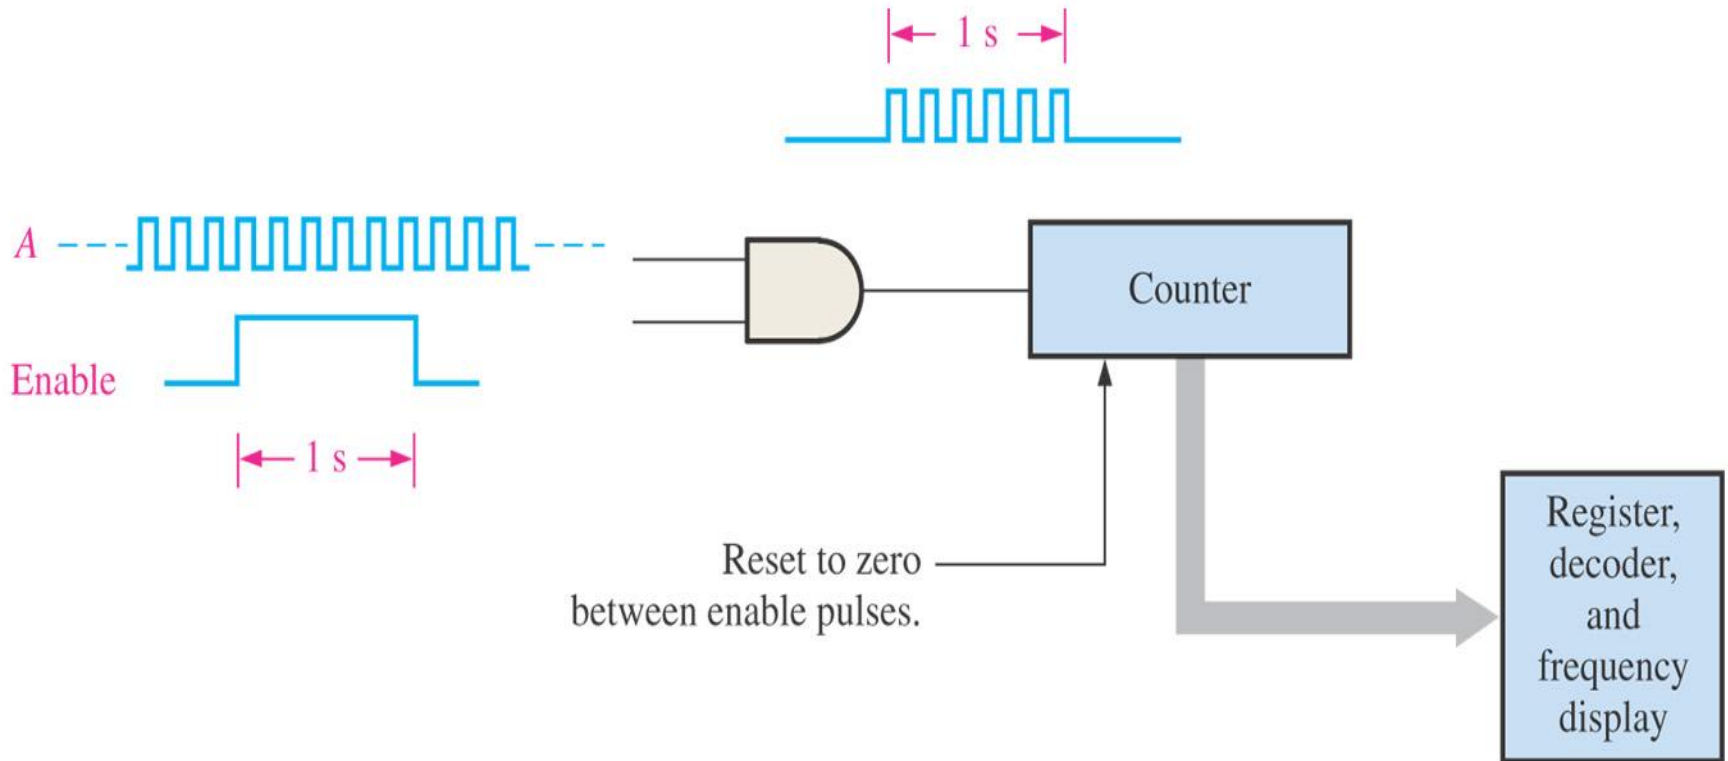 1 s
A
Counter
Enable
1 s
Reset to zero
between enable pulses.
Register,
decoder,
and
frequency
display